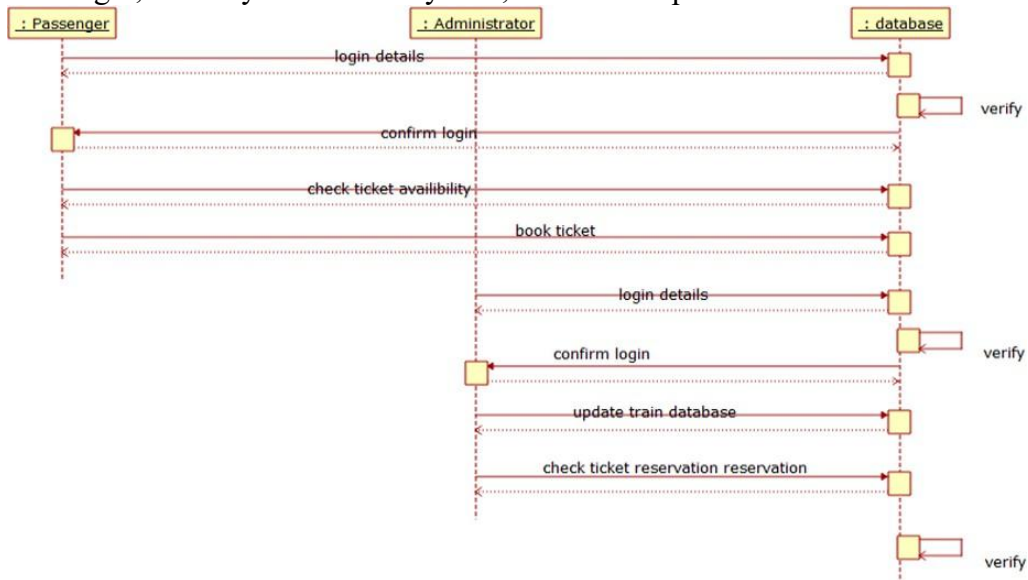 : Passenger
: Administrator
: database
login details
verify
confirm login
check ticket availibility
book ticket
login details
verify
confirm login
update train database
check ticket reservation reservation
verify